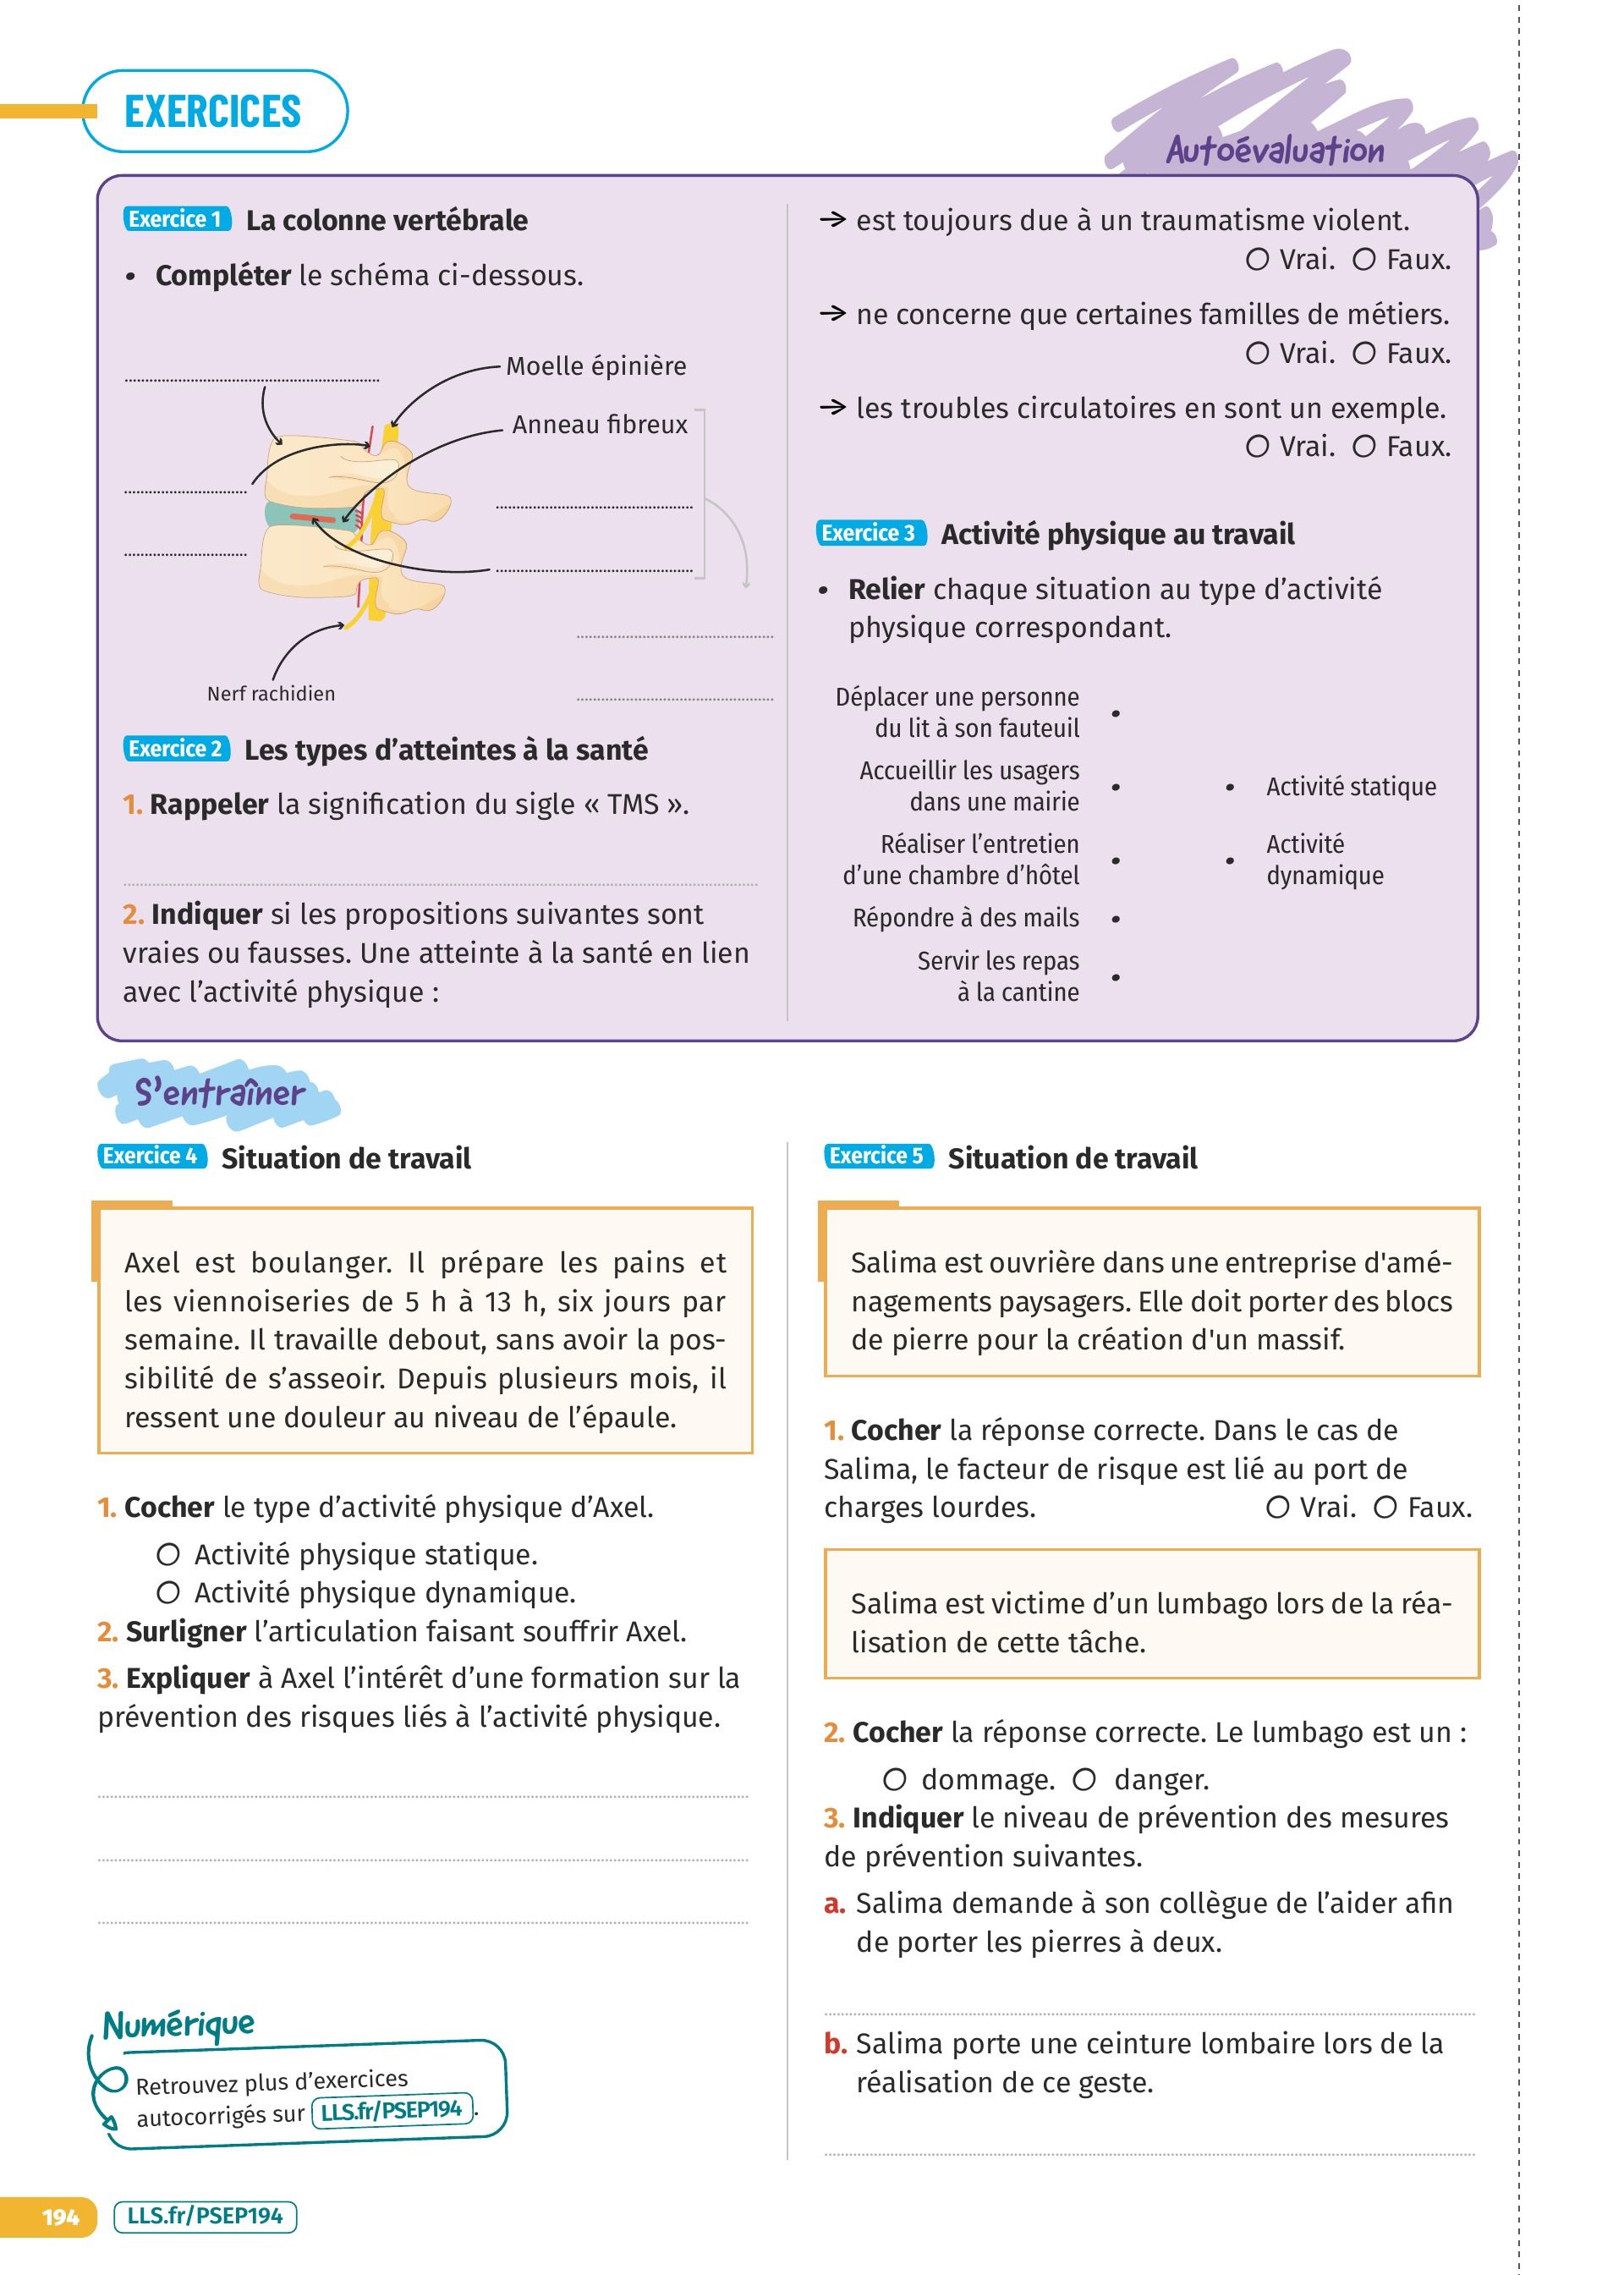 EXERCICES
Autoévaluation
Exercice 1 La colonne vertébrale
• Compléter le schéma ci-dessous.
Moelle épinière
Anneau fibreux
Nerf rachidien
Exercice 2 Les types d’atteintes à la santé
1. Rappeler la signification du sigle « TMS ».
2. Indiquer si les propositions suivantes sont
vraies ou fausses. Une atteinte à la santé en lien
avec l’activité physique :
→ est toujours due à un traumatisme violent.
Vrai. Faux.
→ ne concerne que certaines familles de métiers.
Vrai. Faux.
→ les troubles circulatoires en sont un exemple.
Vrai. Faux.
Exercice 3 Activité physique au travail
• Relier chaque situation au type d’activité
physique correspondant.
Déplacer une personne
du lit à son fauteuil •
Accueillir les usagers
dans une mairie •
• Activité statique
Réaliser l’entretien
d’une chambre d’hôtel •
• Activité
dynamique
Répondre à des mails •
Servir les repas
à la cantine •
S’entraîner
Exercice 4 Situation de travail
Axel est boulanger. Il prépare les pains et
les viennoiseries de 5 h à 13 h, six jours par
semaine. Il travaille debout, sans avoir la pos-
sibilité de s’asseoir. Depuis plusieurs mois, il
ressent une douleur au niveau de l’épaule.
1. Cocher le type d’activité physique d’Axel.
Activité physique statique.
Activité physique dynamique.
2. Surligner l’articulation faisant souffrir Axel.
3. Expliquer à Axel l’intérêt d’une formation sur la
prévention des risques liés à l’activité physique.
Numérique
Retrouvez plus d’exercices
autocorrigés sur LLS.fr/PSEP194.
Exercice 5 Situation de travail
Salima est ouvrière dans une entreprise d'amé-
nagements paysagers. Elle doit porter des blocs
de pierre pour la création d'un massif.
1. Cocher la réponse correcte. Dans le cas de
Salima, le facteur de risque est lié au port de
charges lourdes. Vrai. Faux.
Salima est victime d’un lumbago lors de la réa-
lisation de cette tâche.
2. Cocher la réponse correcte. Le lumbago est un :
dommage. danger.
3. Indiquer le niveau de prévention des mesures
de prévention suivantes.
a. Salima demande à son collègue de l’aider afin
de porter les pierres à deux.
b. Salima porte une ceinture lombaire lors de la
réalisation de ce geste.
194 LLS.fr/PSEP194